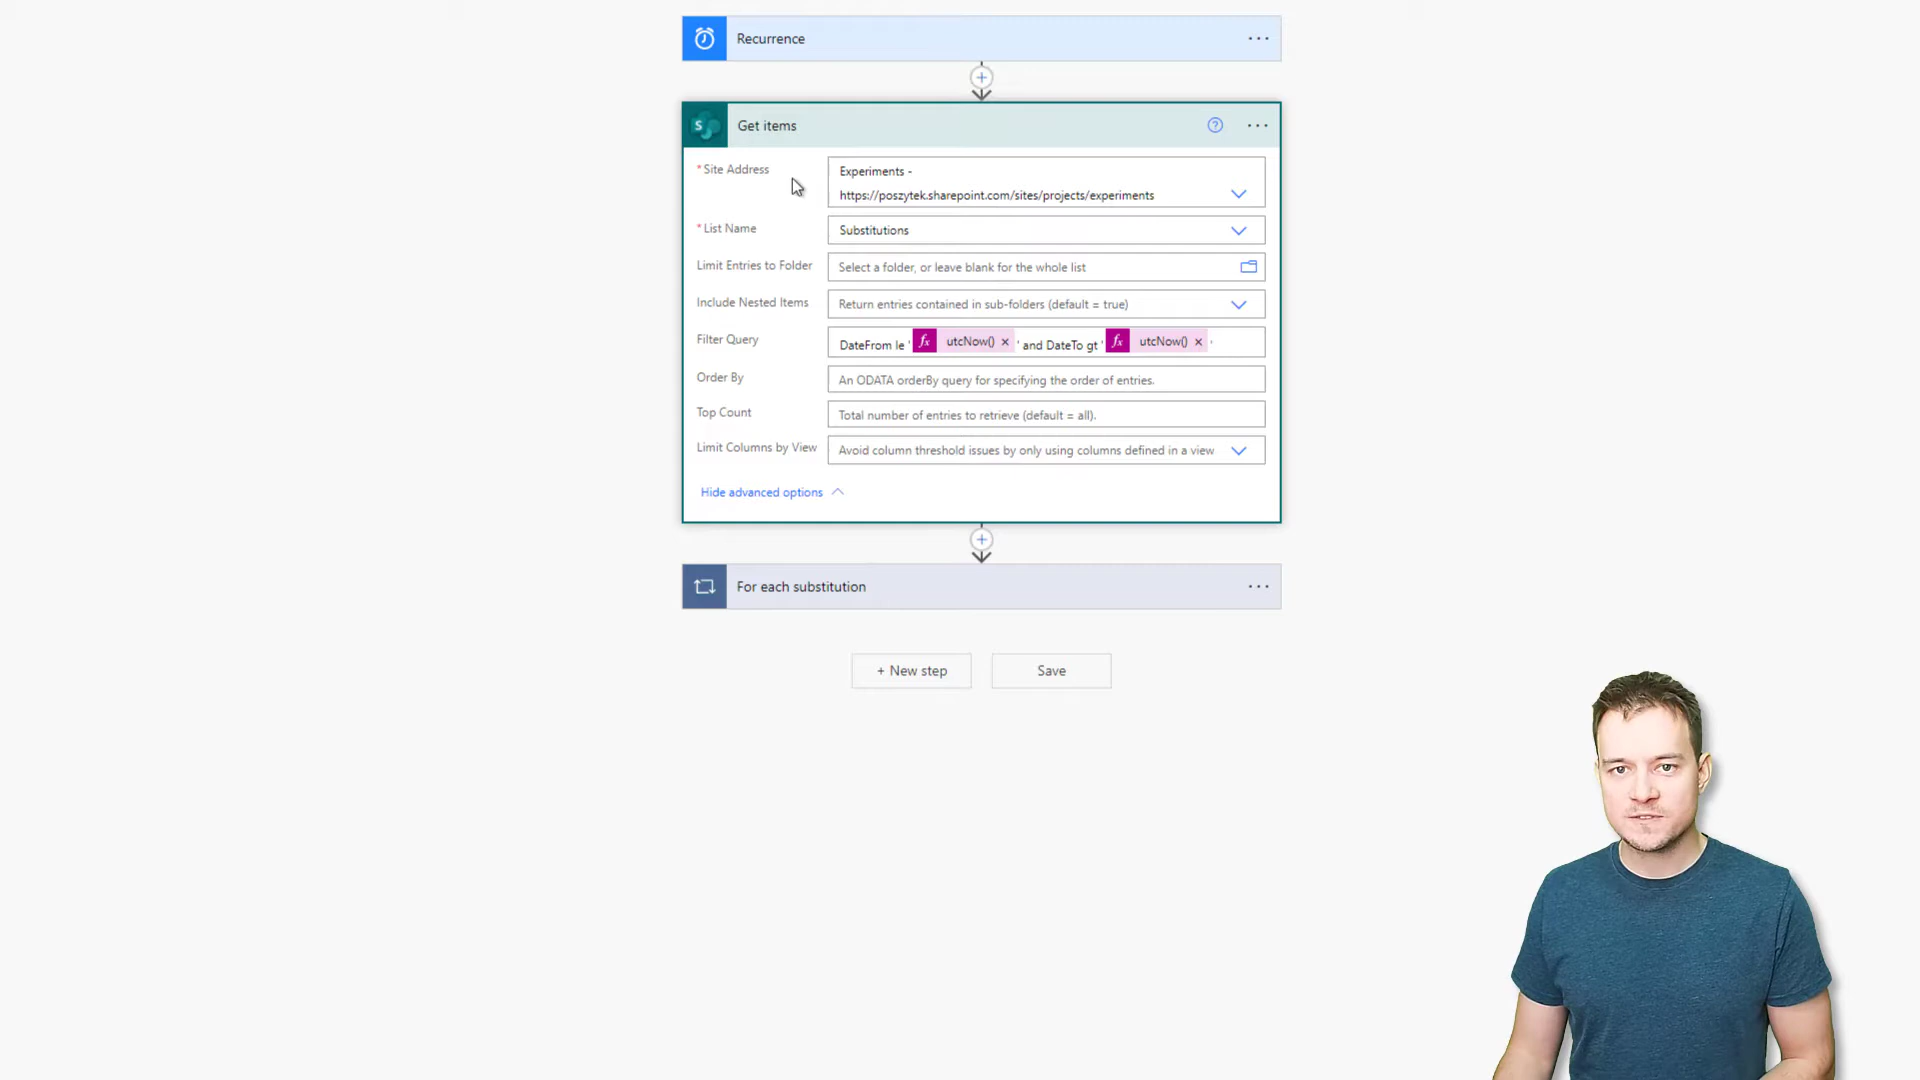 Recurrence
Get items
* Site Address
Experiments -
https://poszytek.sharepoint.com/sites/projects/experiments
* List Name
Substitutions
Limit Entries to Folder
Select a folder, or leave blank for the whole list
Include Nested Items
Return entries contained in sub-folders (default = true)
Filter Query
DateFrom le ' fx utcNow() × ' and DateTo gt ' fx utcNow() × '
Order By
An ODATA orderBy query for specifying the order of entries.
Top Count
Total number of entries to retrieve (default = all).
Limit Columns by View
Avoid column threshold issues by only using columns defined in a view
Hide advanced options
For each substitution
+ New step
Save